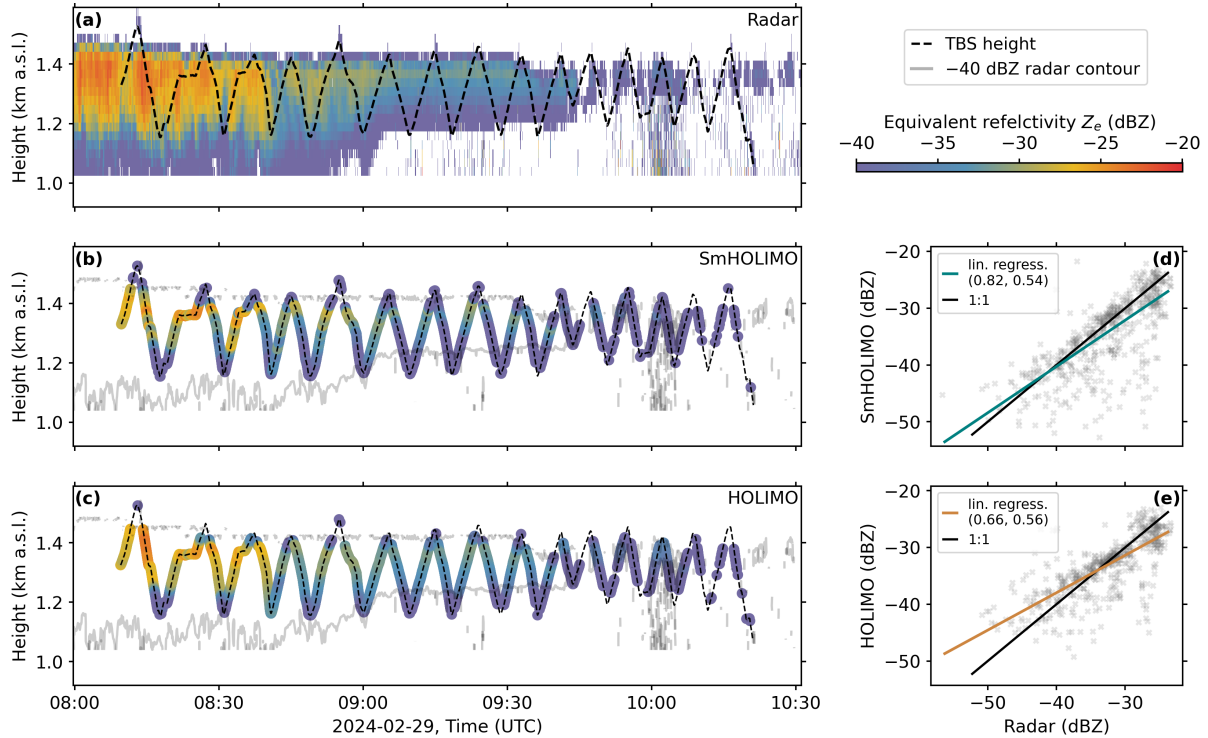 (a)
Radar
Height (km a.s.l.)
1.4
1.2
1.0
TBS height
−40 dBZ radar contour
Equivalent refelctivity Ze (dBZ)
−40
−35
−30
−25
−20
(b)
SmHOLIMO
Height (km a.s.l.)
1.4
1.2
1.0
(d)
lin. regress.
(0.82, 0.54)
1:1
SmHOLIMO (dBZ)
−20
−30
−40
−50
(c)
HOLIMO
Height (km a.s.l.)
1.4
1.2
1.0
08:00
08:30
09:00
09:30
10:00
10:30
2024-02-29, Time (UTC)
(e)
lin. regress.
(0.66, 0.56)
1:1
HOLIMO (dBZ)
−20
−30
−40
−50
−50
−40
−30
Radar (dBZ)